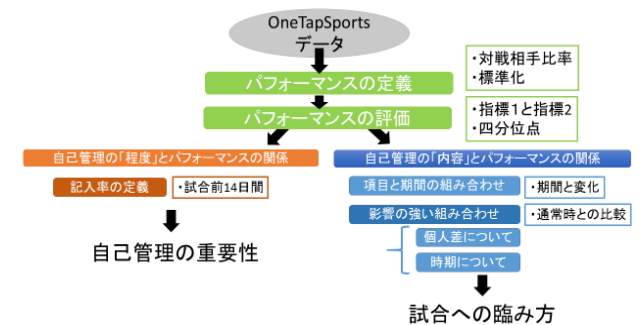 OneTapSports
データ
パフォーマンスの定義
・対戦相手比率
・標準化
パフォーマンスの評価
・指標1と指標2
・四分位点
自己管理の「程度」とパフォーマンスの関係
自己管理の「内容」とパフォーマンスの関係
記入率の定義
・試合前14日間
項目と期間の組み合わせ
・期間と変化
影響の強い組み合わせ
・通常時との比較
個人差について
時期について
自己管理の重要性
試合への臨み方